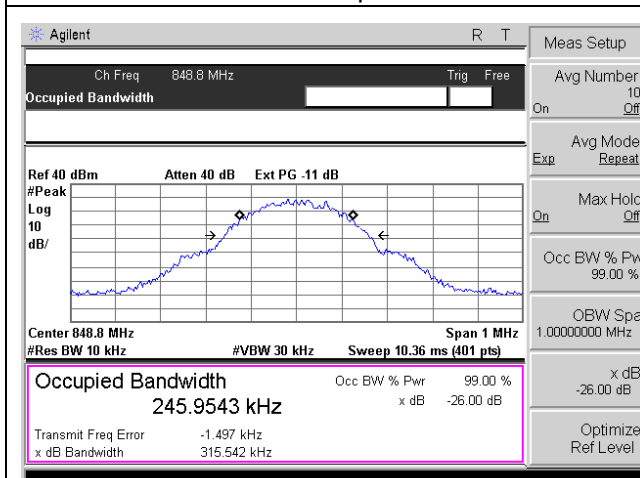 Agilent R T
Ch Freq 848.8 MHz Trig Free
Occupied Bandwidth
Ref 40 dBm Atten 40 dB Ext PG -11 dB
#Peak
Log
10
dB/
Center 848.8 MHz Span 1 MHz
#Res BW 10 kHz #VBW 30 kHz Sweep 10.36 ms (401 pts)
Occupied Bandwidth Occ BW % Pwr 99.00 %
245.9543 kHz x dB -26.00 dB
Transmit Freq Error -1.497 kHz
x dB Bandwidth 315.542 kHz
Meas Setup
Avg Number
10
On Off
Avg Mode
Exp Repeat
Max Hold
On Off
Occ BW % Pw
99.00 %
OBW Spa
1.00000000 MHz
x dB
-26.00 dB
Optimize
Ref Level